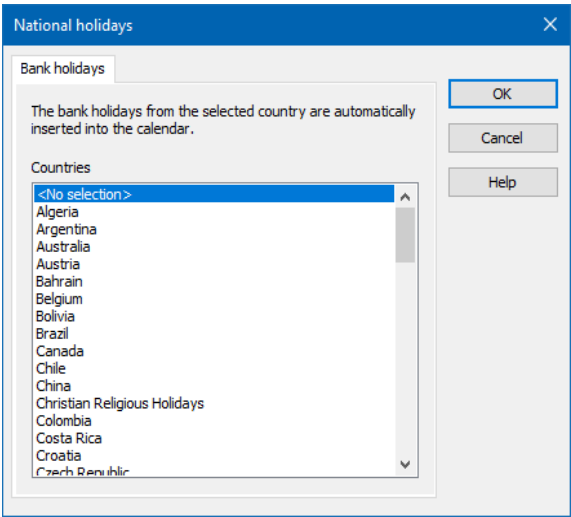 National holidays
Bank holidays
The bank holidays from the selected country are automatically
inserted into the calendar.
Countries
<No selection>
Algeria
Argentina
Australia
Austria
Bahrain
Belgium
Bolivia
Brazil
Canada
Chile
China
Christian Religious Holidays
Colombia
Costa Rica
Croatia
Czech Republic
OK
Cancel
Help